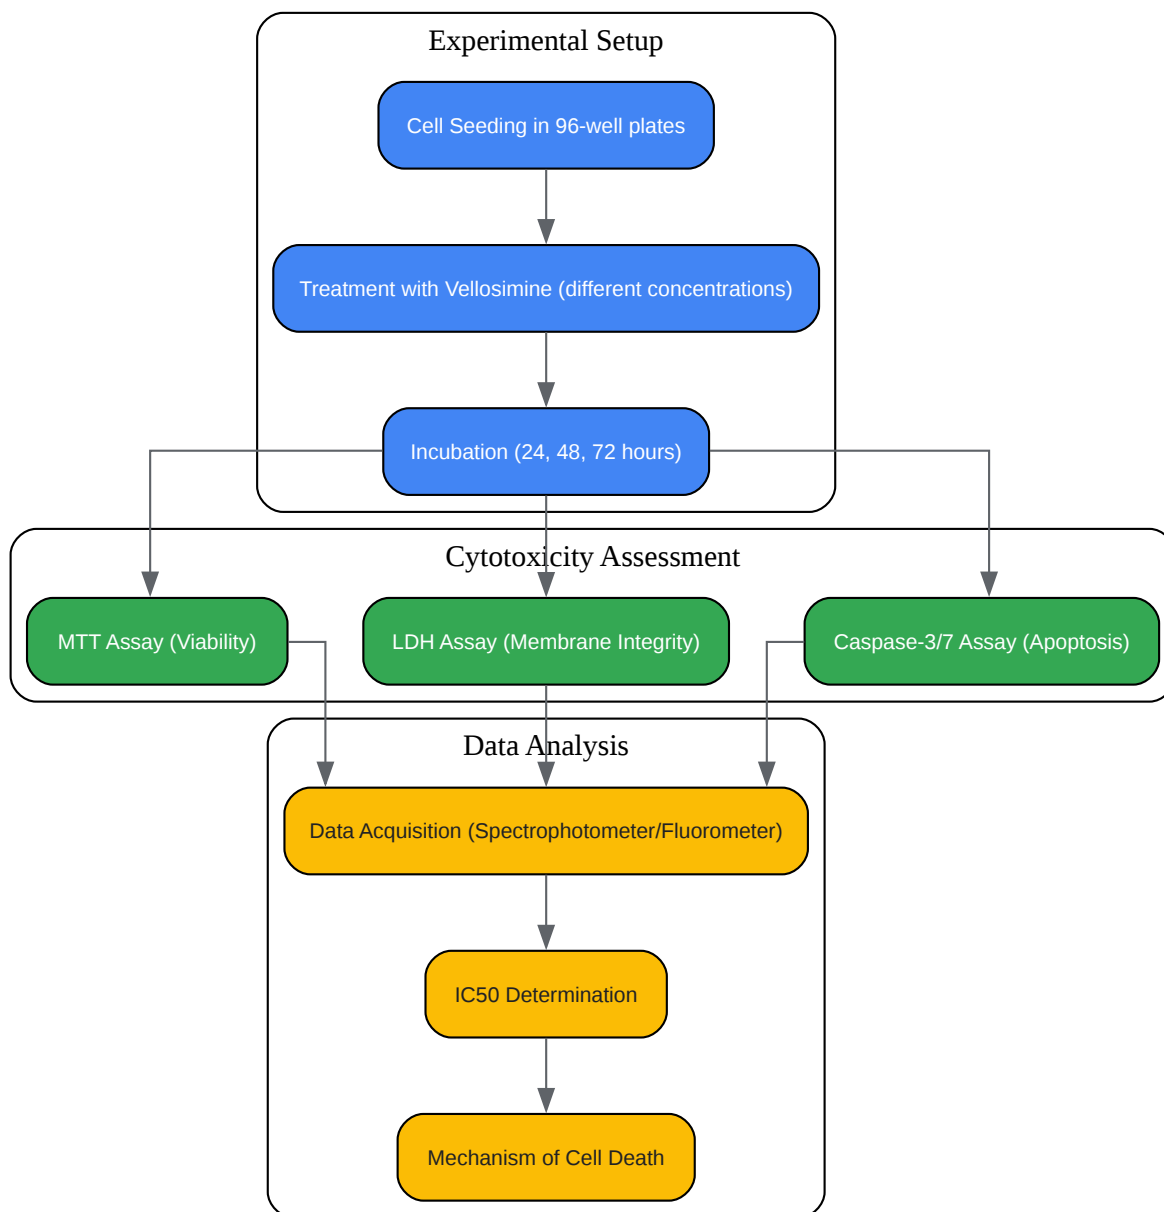 Experimental Setup
Cell Seeding in 96-well plates
Treatment with Vellosimine (different concentrations)
Incubation (24, 48, 72 hours)
Cytotoxicity Assessment
MTT Assay (Viability)
LDH Assay (Membrane Integrity)
Caspase-3/7 Assay (Apoptosis)
Data Analysis
Data Acquisition (Spectrophotometer/Fluorometer)
IC50 Determination
Mechanism of Cell Death